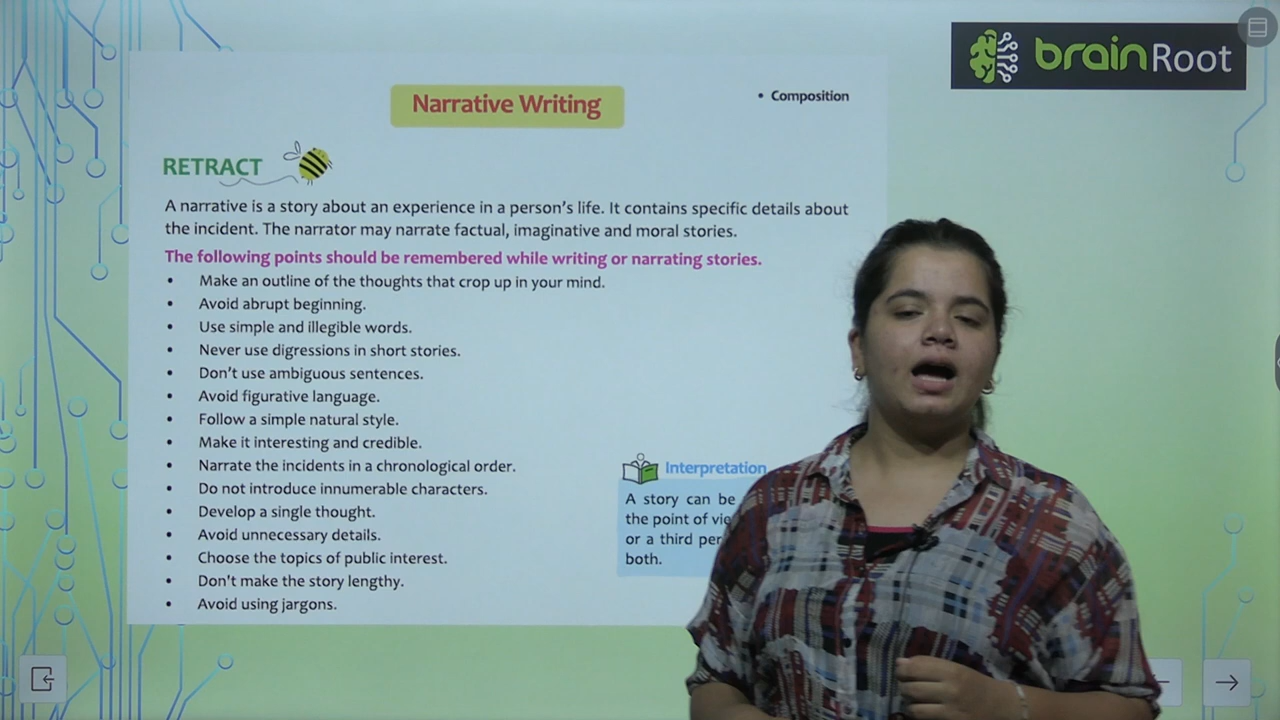 brainRoot
Narrative Writing
• Composition
RETRACT
A narrative is a story about an experience in a person's life. It contains specific details about
the incident. The narrator may narrate factual, imaginative and moral stories.
The following points should be remembered while writing or narrating stories.
• Make an outline of the thoughts that crop up in your mind.
• Avoid abrupt beginning.
• Use simple and illegible words.
• Never use digressions in short stories.
• Don't use ambiguous sentences.
• Avoid figurative language.
• Follow a simple natural style.
• Make it interesting and credible.
• Narrate the incidents in a chronological order.
• Do not introduce innumerable characters.
• Develop a single thought.
• Avoid unnecessary details.
• Choose the topics of public interest.
• Don't make the story lengthy.
• Avoid using jargons.
Interpretation
A story can be
the point of
or a third
both.